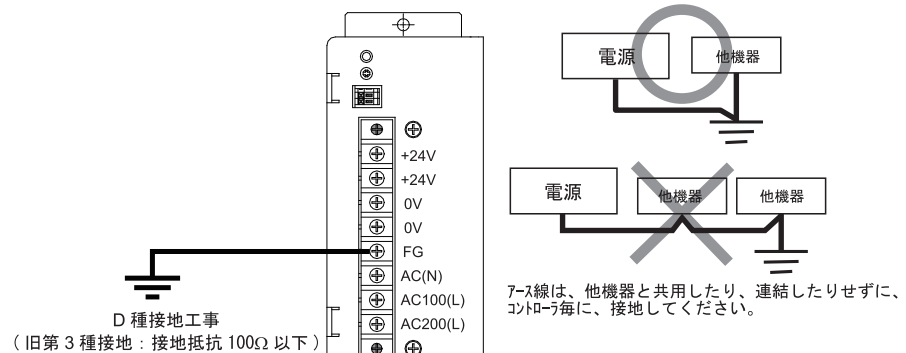 +24V
+24V
0V
0V
FG
AC(N)
AC100(L)
AC200(L)
D 種接地工事
（旧第 3 種接地 : 接地抵抗 100Ω 以下）
電源
他機器
電源
他機器
他機器
ｱｰｽ線は、他機器と共用したり、連結したりせずに、
ｺﾝﾄﾛｰﾗ毎に、接地してください。